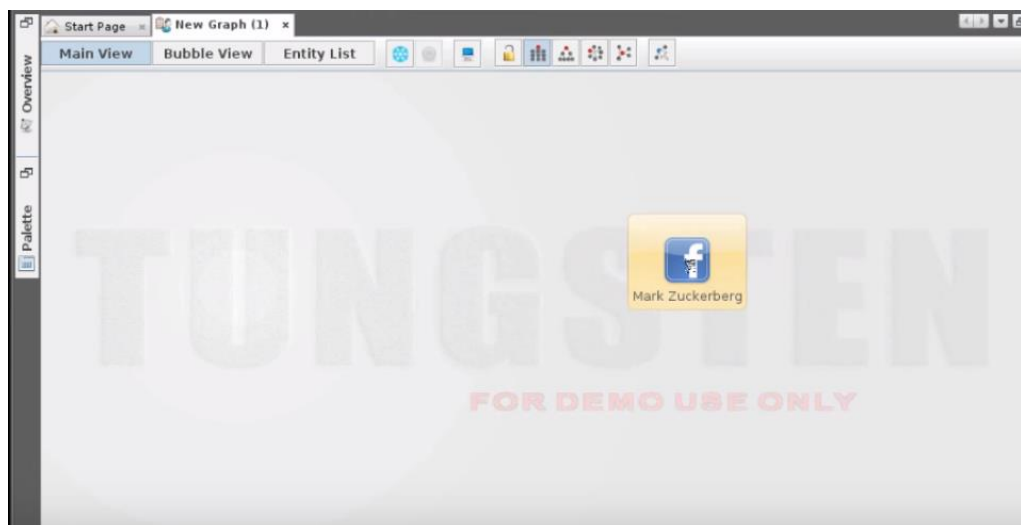 Start Page
New Graph (1)
Main View Bubble View Entity List
Overview
Palette
TUNGSTEN
Mark Zuckerberg
FOR DEMO USE ONLY